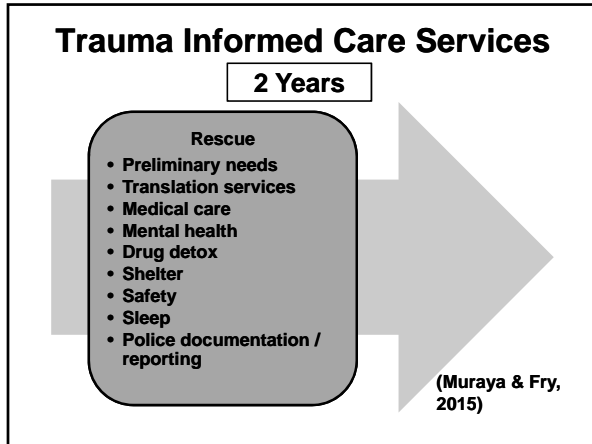 Trauma Informed Care Services
2 Years
Rescue
• Preliminary needs
• Translation services
• Medical care
• Mental health
• Drug detox
• Shelter
• Safety
• Sleep
• Police documentation /
reporting
(Muraya & Fry,
2015)